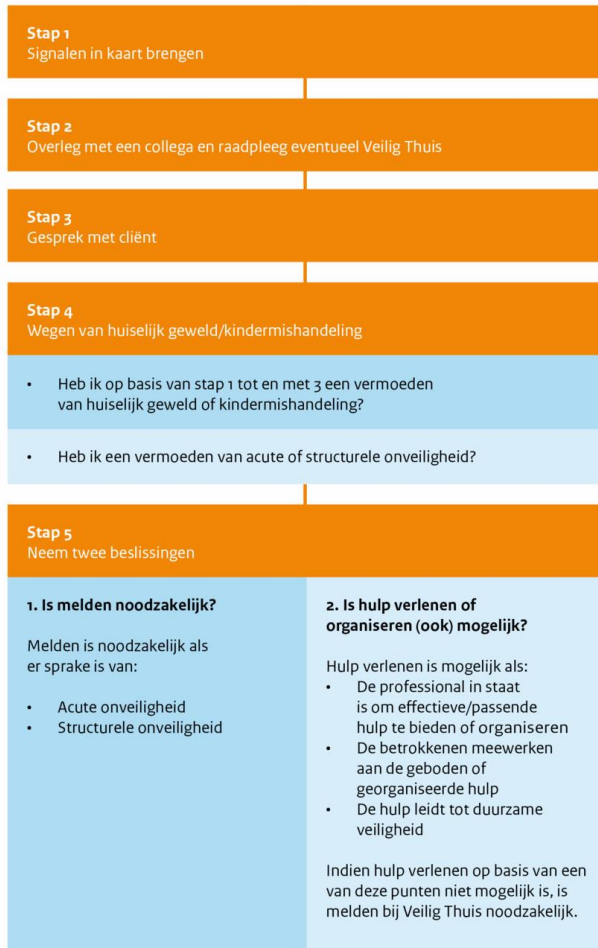 Stap 1
Signalen in kaart brengen
Stap 2
Overleg met een collega en raadpleeg eventueel Veilig Thuis
Stap 3
Gesprek met cliënt
Stap 4
Wegen van huiselijk geweld/kindermishandeling
• Heb ik op basis van stap 1 tot en met 3 een vermoeden
van huiselijk geweld of kindermishandeling?
• Heb ik een vermoeden van acute of structurele onveiligheid?
Stap 5
Neem twee beslissingen
1. Is melden noodzakelijk?
Melden is noodzakelijk als
er sprake is van:
• Acute onveiligheid
• Structurele onveiligheid
2. Is hulp verlenen of
organiseren (ook) mogelijk?
Hulp verlenen is mogelijk als:
• De professional in staat
is om effectieve/passende
hulp te bieden of organiseren
• De betrokkenen meewerken
aan de geboden of
georganiseerde hulp
• De hulp leidt tot duurzame
veiligheid
Indien hulp verlenen op basis van een
van deze punten niet mogelijk is, is
melden bij Veilig Thuis noodzakelijk.